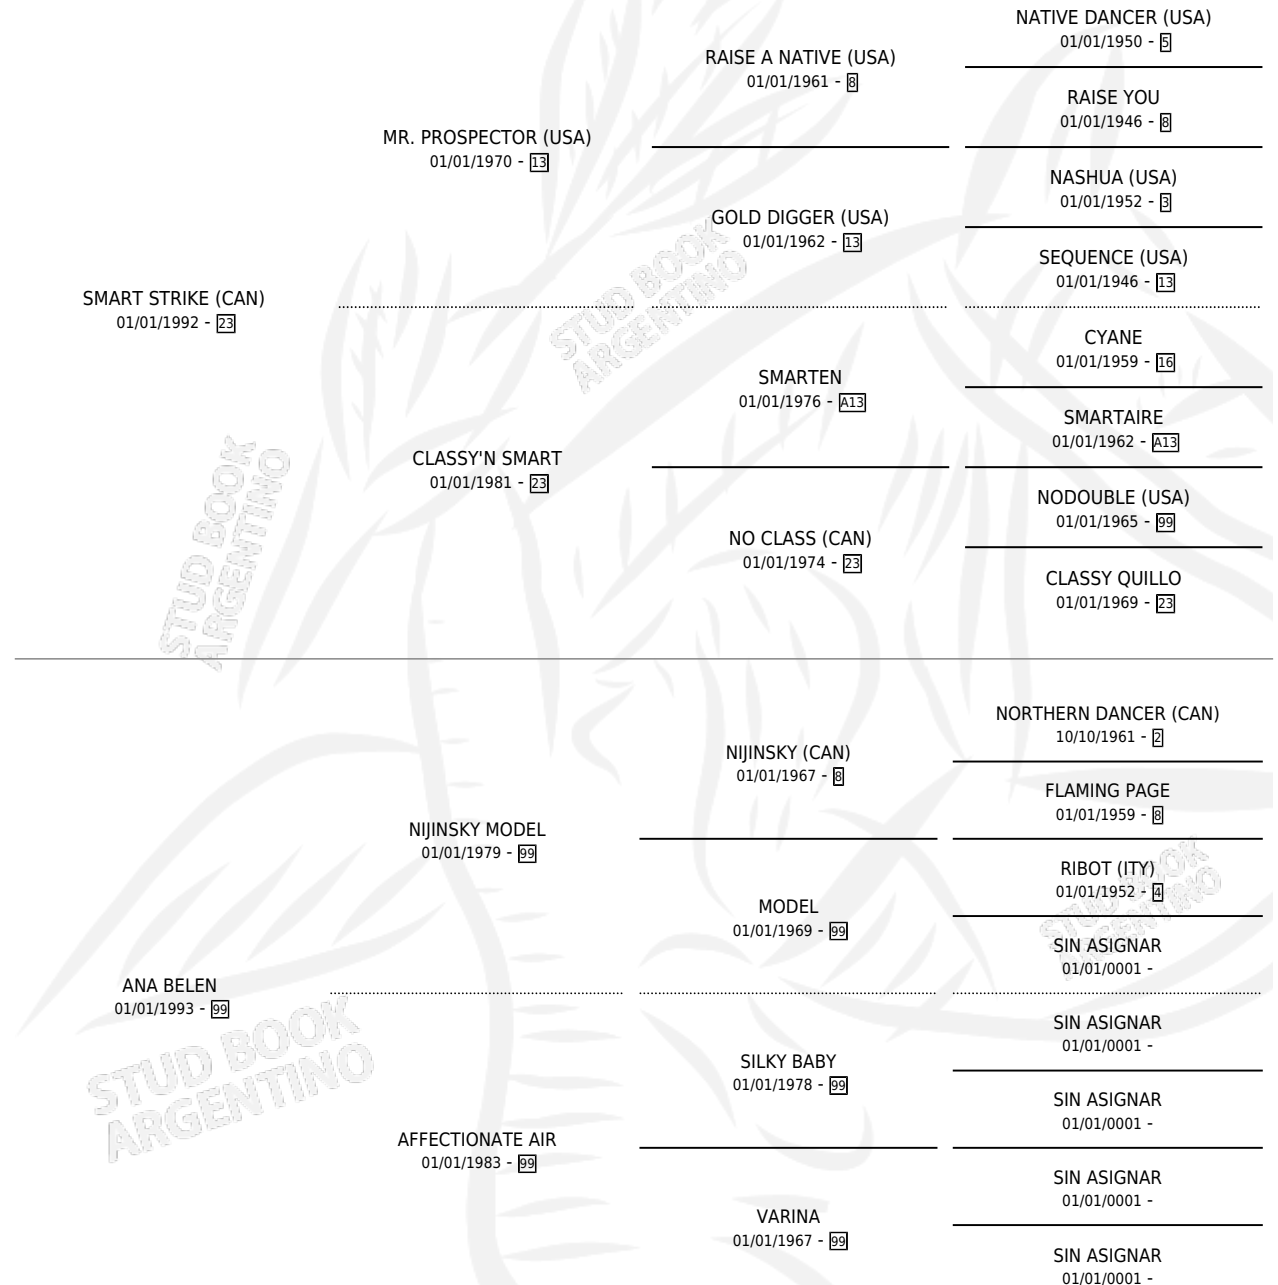 NATIVE DANCER (USA)
01/01/1950 - 5
RAISE A NATIVE (USA)
01/01/1961 - 8
RAISE YOU
01/01/1946 - 8
MR. PROSPECTOR (USA)
01/01/1970 - 13
NASHUA (USA)
01/01/1952 - 3
GOLD DIGGER (USA)
01/01/1962 - 13
SEQUENCE (USA)
01/01/1946 - 13
SMART STRIKE (CAN)
01/01/1992 - 23
CYANE
01/01/1959 - 16
SMARTEN
01/01/1976 - A13
SMARTAIRE
01/01/1962 - A13
CLASSY'N SMART
01/01/1981 - 23
NODOUBLE (USA)
01/01/1965 - 99
NO CLASS (CAN)
01/01/1974 - 23
CLASSY QUILLO
01/01/1969 - 23
NORTHERN DANCER (CAN)
10/10/1961 - 2
NIJINSKY (CAN)
01/01/1967 - 8
FLAMING PAGE
01/01/1959 - 8
NIJINSKY MODEL
01/01/1979 - 99
RIBOT (ITY)
01/01/1952 - 4
MODEL
01/01/1969 - 99
SIN ASIGNAR
01/01/0001 -
ANA BELEN
01/01/1993 - 99
SIN ASIGNAR
01/01/0001 -
SILKY BABY
01/01/1978 - 99
SIN ASIGNAR
01/01/0001 -
AFFECTIONATE AIR
01/01/1983 - 99
SIN ASIGNAR
01/01/0001 -
VARINA
01/01/1967 - 99
SIN ASIGNAR
01/01/0001 -
STUD BOOK
ARGENTINO
STUD BOOK
ARGENTINO
STUD BOOK
ARGENTINO
STUD BOOK
ARGENTINO